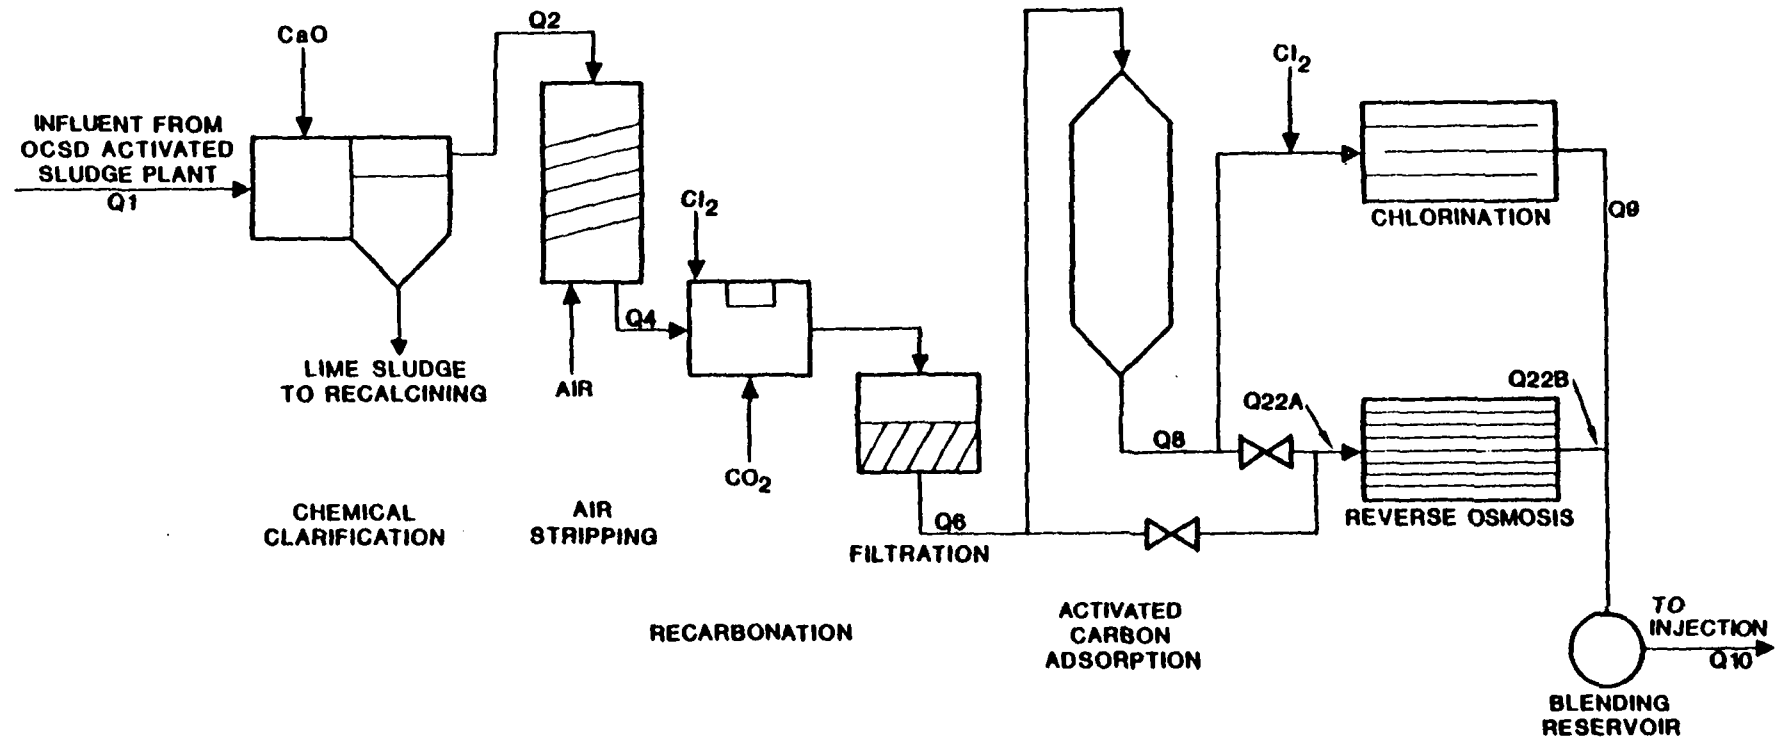 CaO
Q2
INFLUENT FROM
OCSD ACTIVATED
SLUDGE PLANT
Q1
LIME SLUDGE
TO RECALCINING
CHEMICAL
CLARIFICATION
AIR
Q4
AIR
STRIPPING
Cl2
CO2
RECARBONATION
Q6
FILTRATION
ACTIVATED
CARBON
ADSORPTION
Q8
Cl2
CHLORINATION
Q9
Q22A
Q22B
REVERSE OSMOSIS
TO
INJECTION
Q10
BLENDING
RESERVOIR